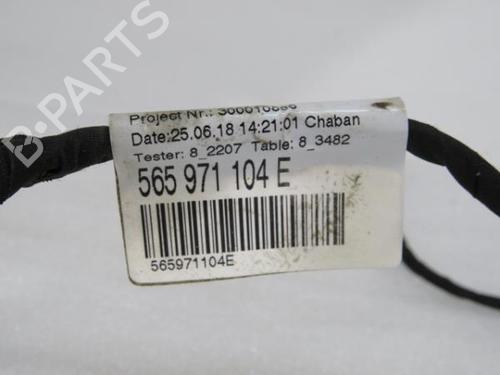 Project Nr.: 300010896
Date:25.06.18 14:21:01 Chaban
Tester: 8_2207 Table: 8_3482
565 971 104 E
565971104E
B-PARTS